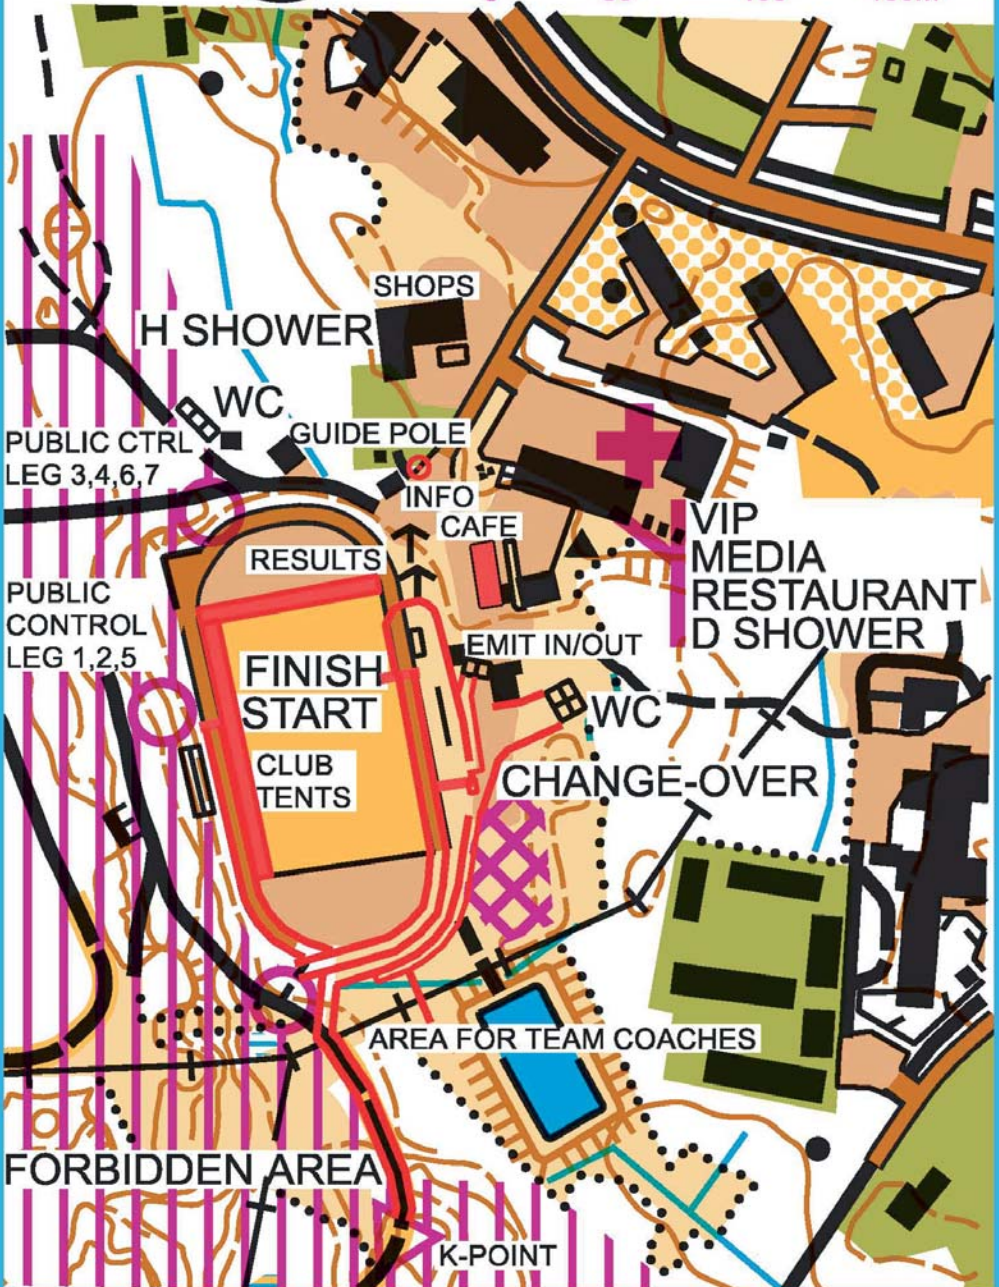 SHOPS
H SHOWER
WC
GUIDE POLE
PUBLIC CTRL
LEG 3,4,6,7
INFO
CAFE
VIP
MEDIA
RESTAURANT
D SHOWER
RESULTS
PUBLIC
CONTROL
LEG 1,2,5
EMIT IN/OUT
FINISH
START
WC
CLUB
TENTS
CHANGE-OVER
AREA FOR TEAM COACHES
FORBIDDEN AREA
K-POINT